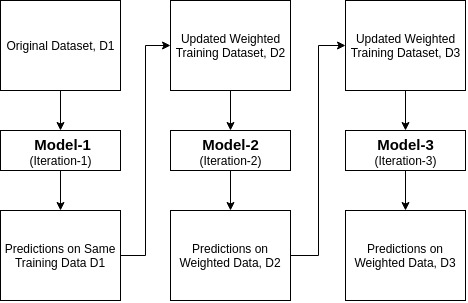 Original Dataset, D1
Updated Weighted
Training Dataset, D2
Updated Weighted
Training Dataset, D3
Model-1
(Iteration-1)
Model-2
(Iteration-2)
Model-3
(Iteration-3)
Predictions on Same
Training Data D1
Predictions on
Weighted Data, D2
Predictions on
Weighted Data, D3